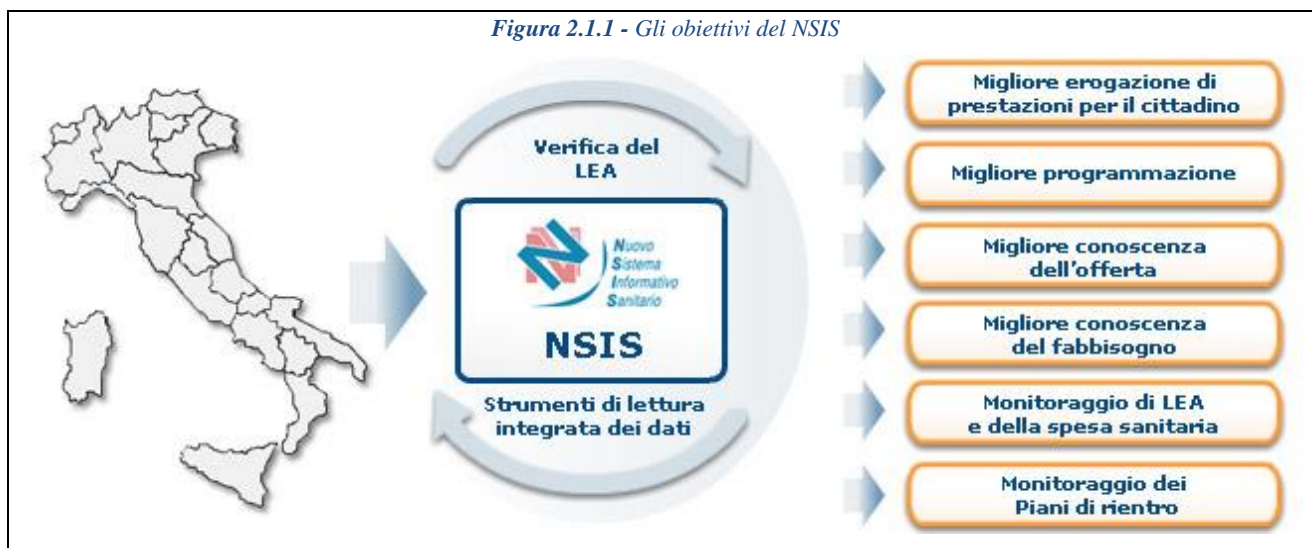 Figura 2.1.1 - Gli obiettivi del NSIS
Verifica del
LEA
Nuovo
Sistema
Informativo
Sanitario
NSIS
Strumenti di lettura
integrata dei dati
Migliore erogazione di
prestazioni per il cittadino
Migliore programmazione
Migliore conoscenza
dell'offerta
Migliore conoscenza
del fabbisogno
Monitoraggio di LEA
e della spesa sanitaria
Monitoraggio dei
Piani di rientro